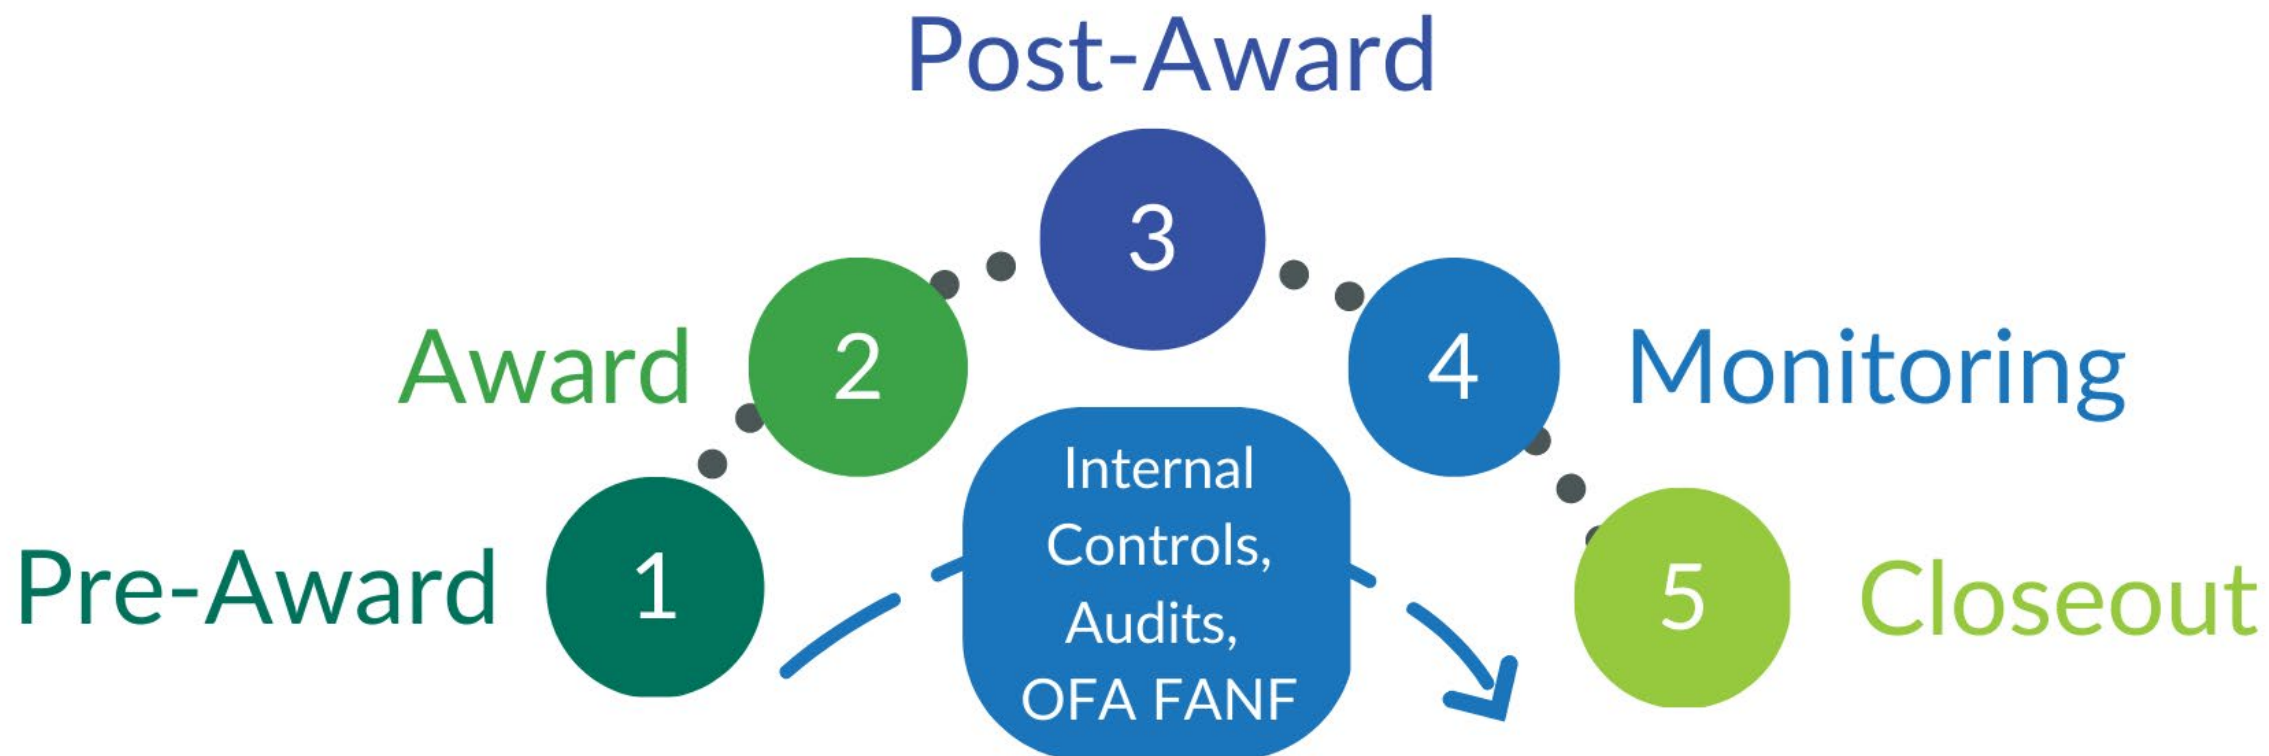 Post-Award
3
Award
2
4
Monitoring
Internal
Controls,
Audits,
OFA FANF
Pre-Award
1
5
Closeout